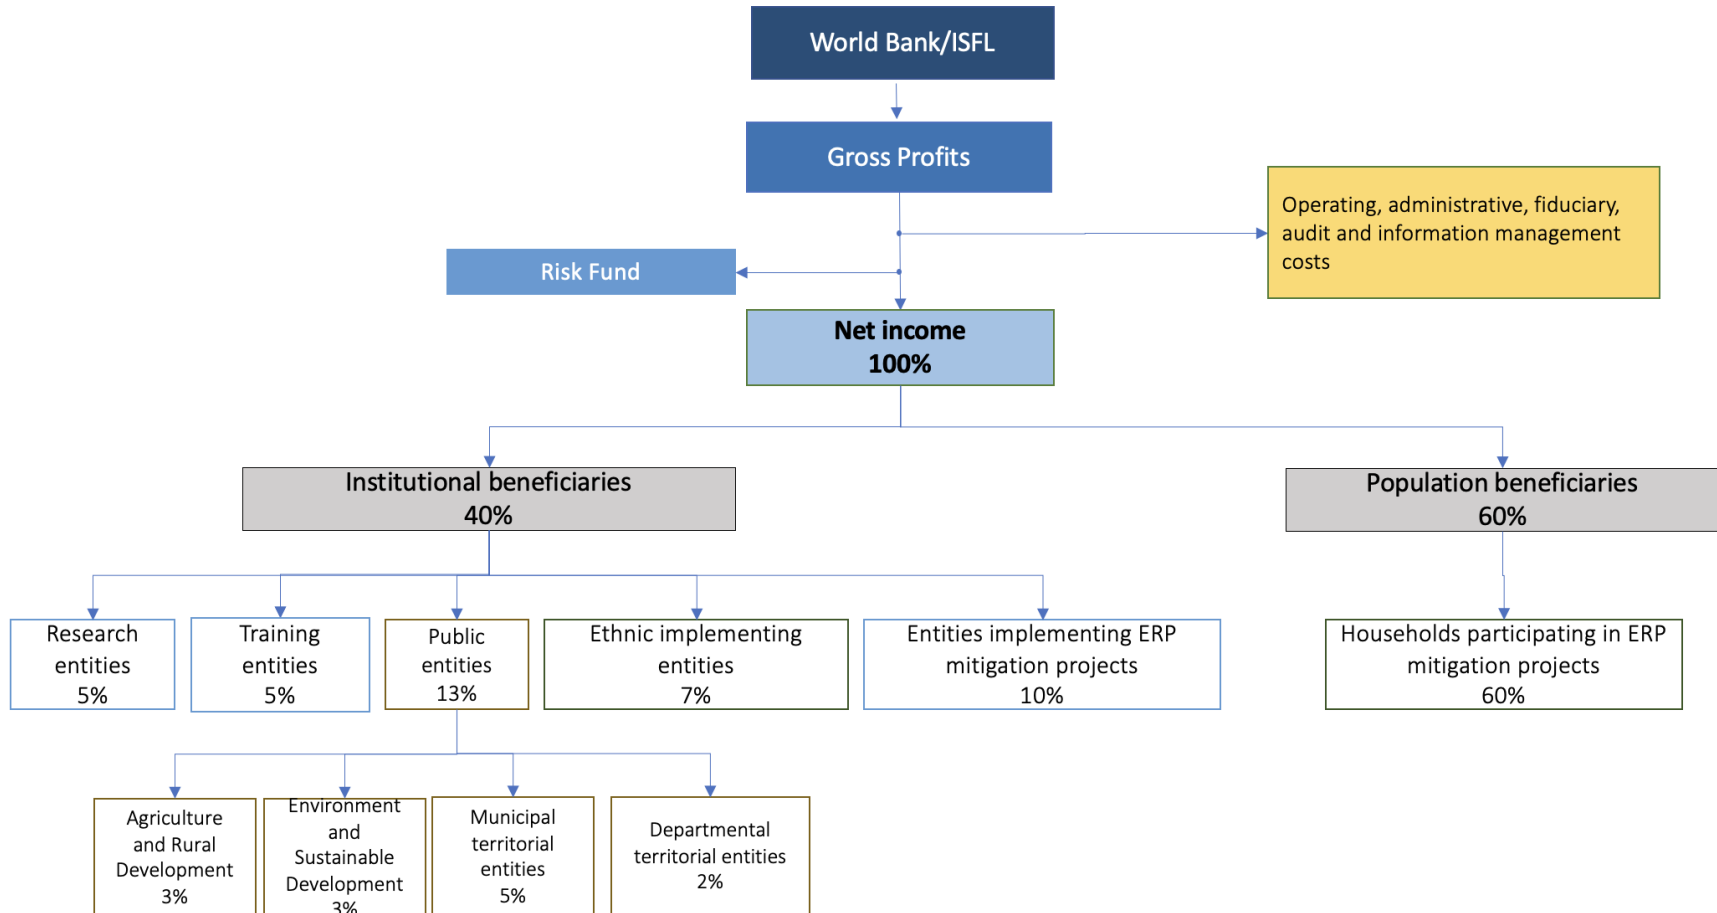 World Bank/ISFL
Gross Profits
Operating, administrative, fiduciary,
audit and information management
costs
Risk Fund
Net income
100%
Institutional beneficiaries
40%
Population beneficiaries
60%
Research
entities
5%
Training
entities
5%
Public
entities
13%
Ethnic implementing
entities
7%
Entities implementing ERP
mitigation projects
10%
Households participating in ERP
mitigation projects
60%
Agriculture
and Rural
Development
3%
Environment
and
Sustainable
Development
3%
Municipal
territorial
entities
5%
Departmental
territorial entities
2%